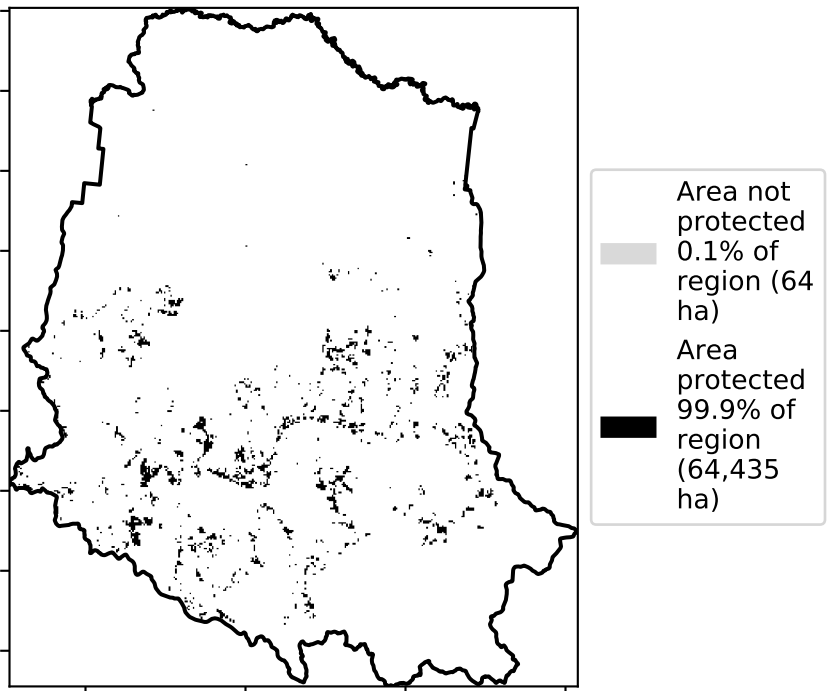 Area not
protected
0.1% of
region (64
ha)
Area
protected
99.9% of
region
(64,435
ha)